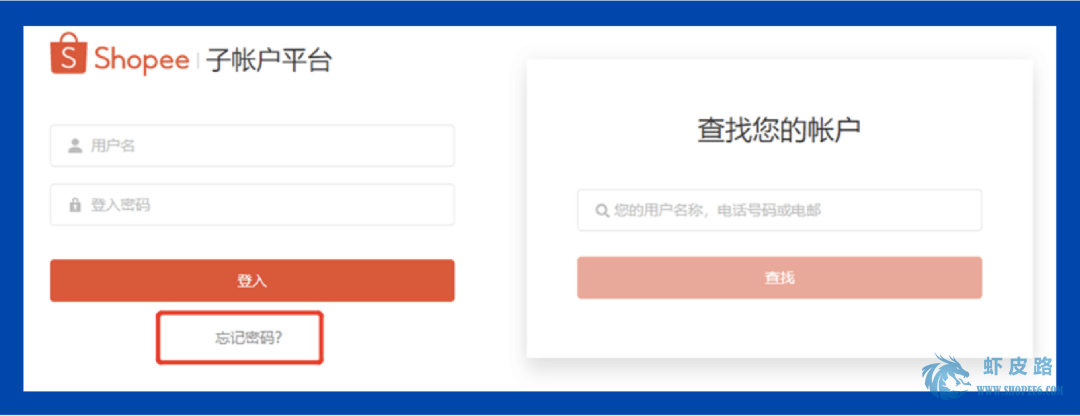 Shopee | 子帐户平台
用户名
登入密码
登入
忘记密码?
查找您的帐户
您的用户名称，电话号码或电邮
查找
虾皮路
WWW.SHOPEE6.COM